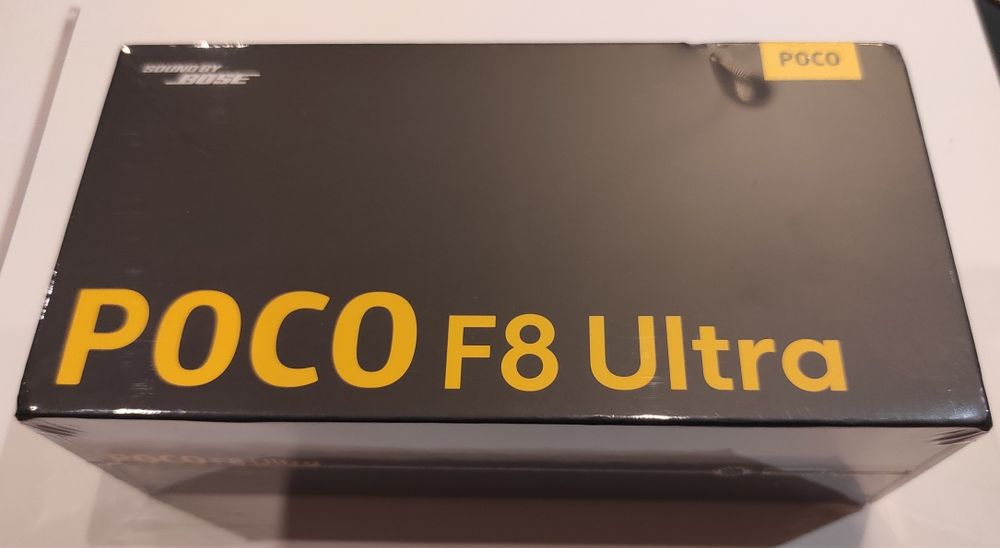 SOUND BY
BOSE
POCO
POCO F8 Ultra
POCO F8 Ultra